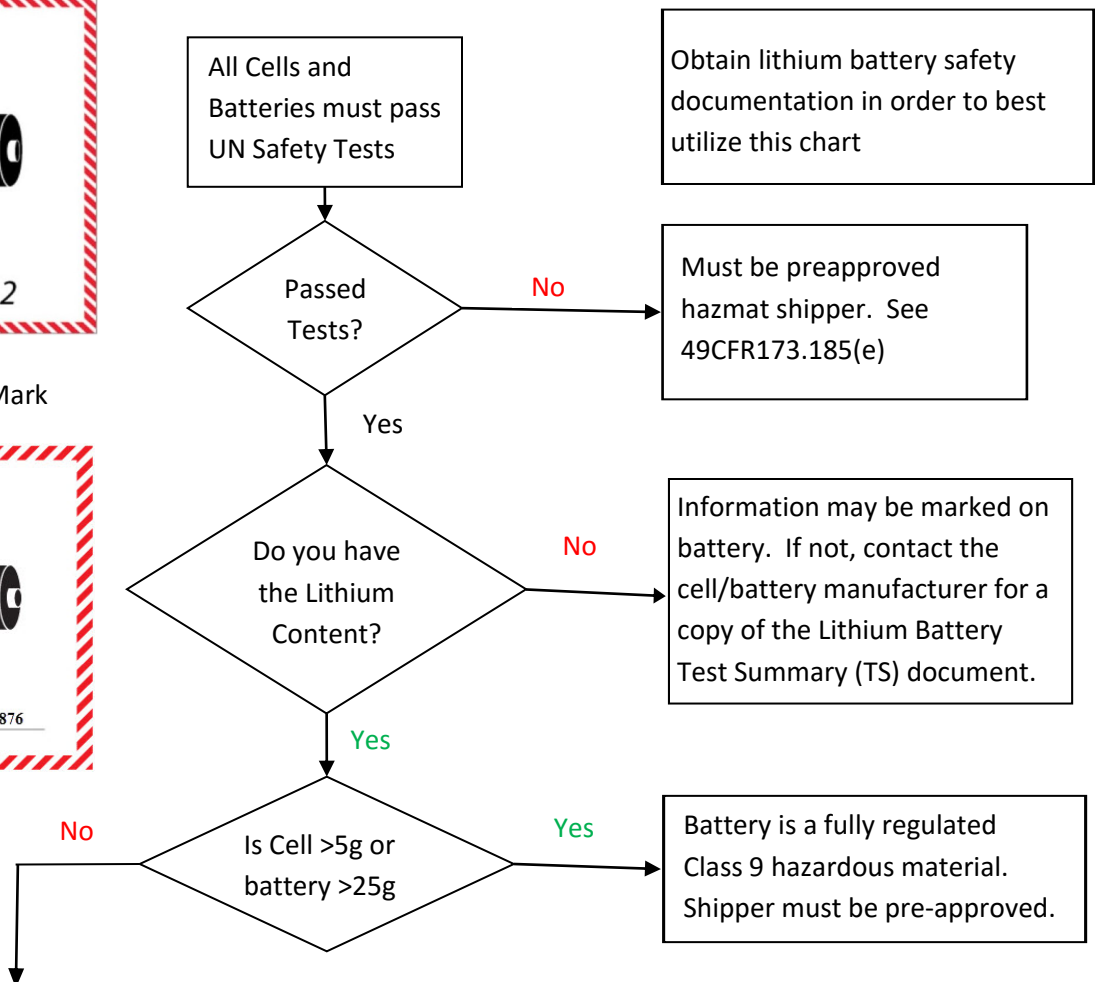 All Cells and
Batteries must pass
UN Safety Tests
Obtain lithium battery safety
documentation in order to best
utilize this chart
2
Passed
Tests?
No
Must be preapproved
hazmat shipper. See
49CFR173.185(e)
Mark
Yes
Do you have
the Lithium
Content?
No
Information may be marked on
battery. If not, contact the
cell/battery manufacturer for a
copy of the Lithium Battery
Test Summary (TS) document.
876
Yes
No
Is Cell >5g or
battery >25g
Yes
Battery is a fully regulated
Class 9 hazardous material.
Shipper must be pre-approved.